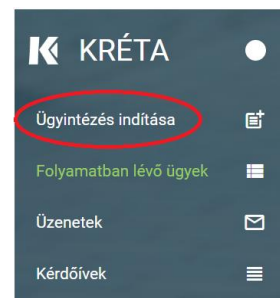 KRÉTA
Ügyintézés indítása
Folyamatban lévő ügyek
Üzenetek
Kérdőívek